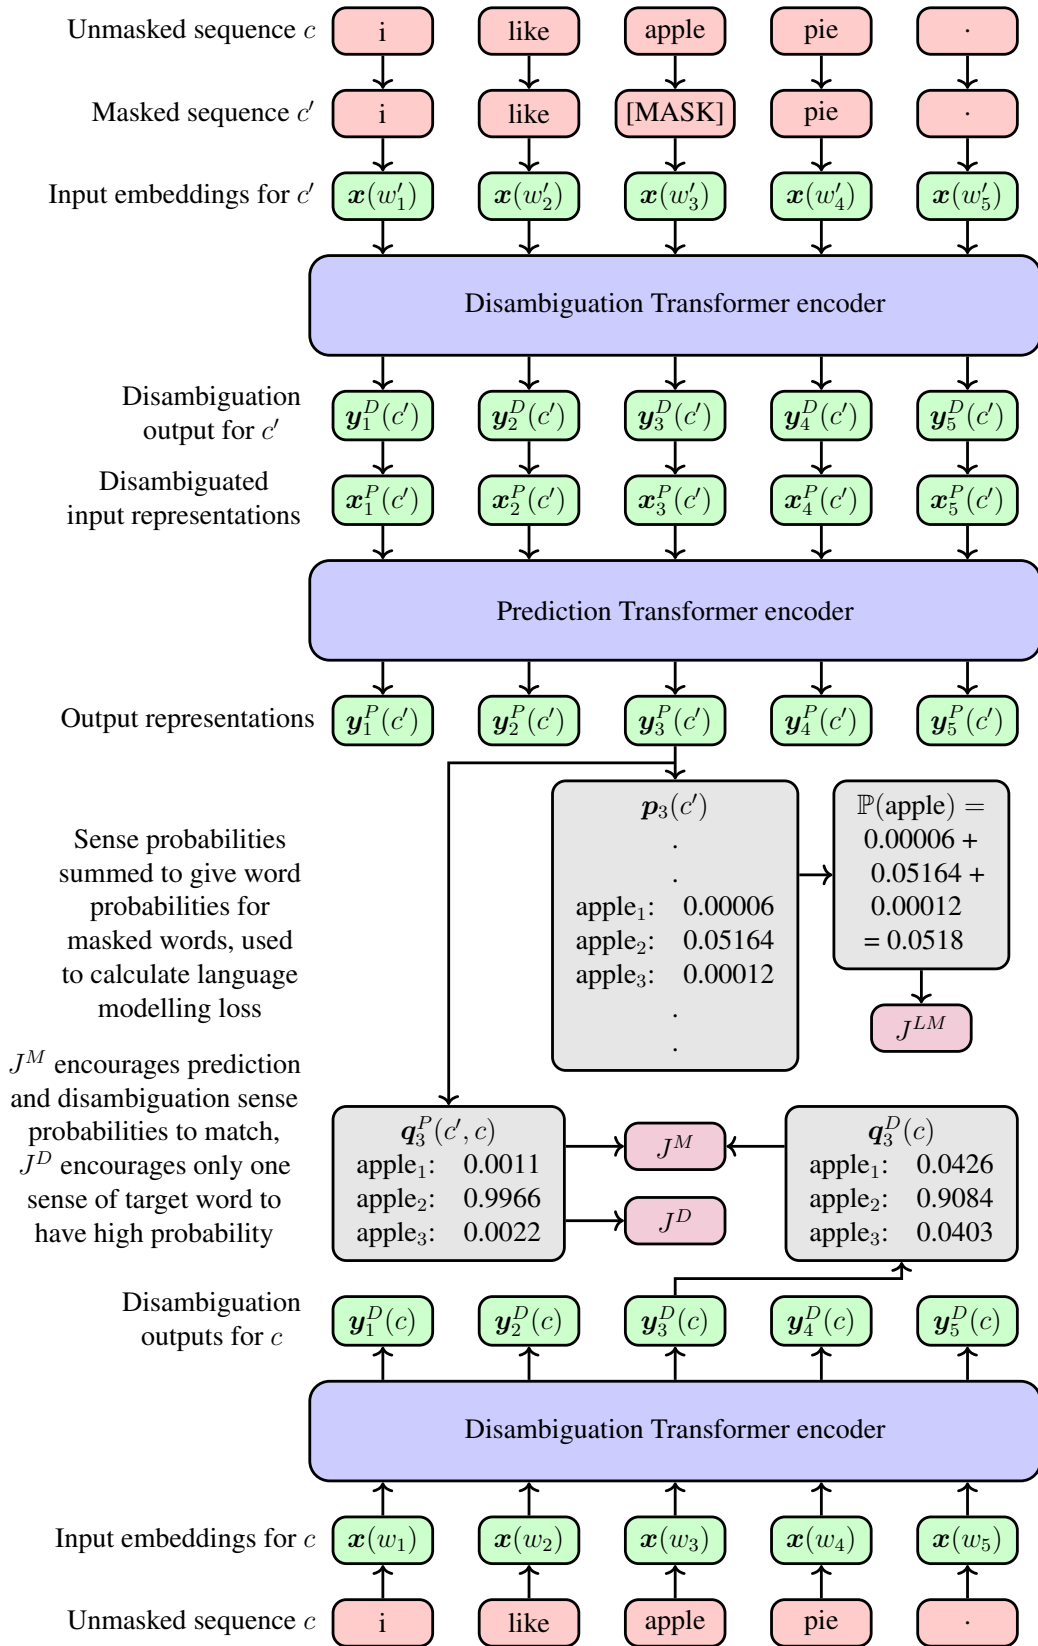 Unmasked sequence c i like apple pie .
Masked sequence c′ i like [MASK] pie .
Input embeddings for c′ x(w′₁) x(w′₂) x(w′₃) x(w′₄) x(w′₅)
Disambiguation Transformer encoder
Disambiguation
output for c′
y₁ᴰ(c′) y₂ᴰ(c′) y₃ᴰ(c′) y₄ᴰ(c′) y₅ᴰ(c′)
Disambiguated
input representations
x₁ᴾ(c′) x₂ᴾ(c′) x₃ᴾ(c′) x₄ᴾ(c′) x₅ᴾ(c′)
Prediction Transformer encoder
Output representations y₁ᴾ(c′) y₂ᴾ(c′) y₃ᴾ(c′) y₄ᴾ(c′) y₅ᴾ(c′)
Sense probabilities
summed to give word
probabilities for
masked words, used
to calculate language
modelling loss
p₃(c′)
.
.
apple₁: 0.00006
apple₂: 0.05164
apple₃: 0.00012
.
.
ℙ(apple) =
0.00006 +
0.05164 +
0.00012
= 0.0518
Jᴸᴹ
Jᴹ encourages prediction
and disambiguation sense
probabilities to match,
Jᴰ encourages only one
sense of target word to
have high probability
q₃ᴾ(c′, c)
apple₁: 0.0011
apple₂: 0.9966
apple₃: 0.0022
Jᴹ
Jᴰ
q₃ᴰ(c)
apple₁: 0.0426
apple₂: 0.9084
apple₃: 0.0403
Disambiguation
outputs for c
y₁ᴰ(c) y₂ᴰ(c) y₃ᴰ(c) y₄ᴰ(c) y₅ᴰ(c)
Disambiguation Transformer encoder
Input embeddings for c x(w₁) x(w₂) x(w₃) x(w₄) x(w₅)
Unmasked sequence c i like apple pie .